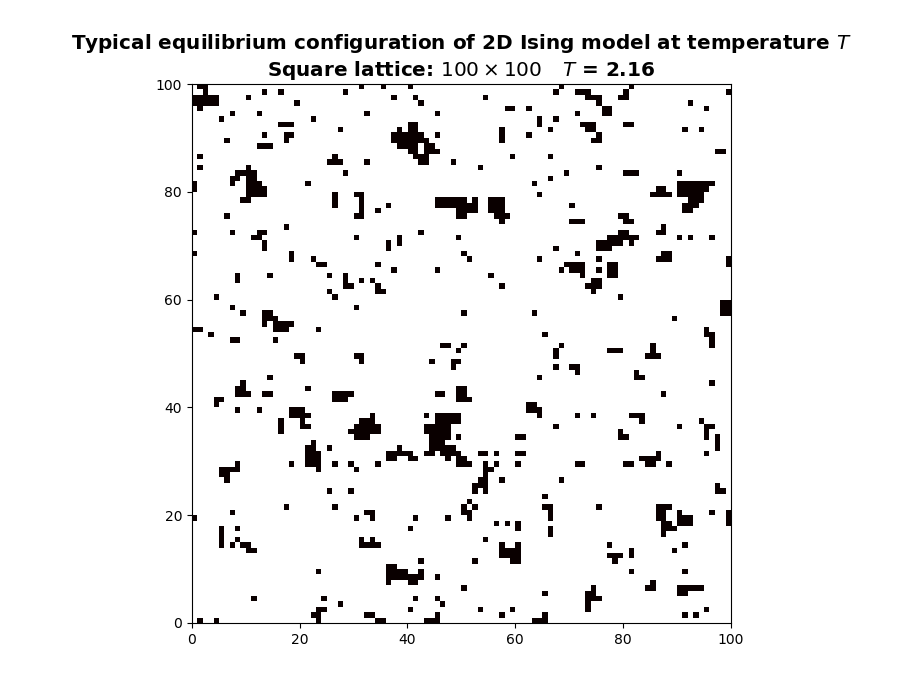 Typical equilibrium configuration of 2D Ising model at temperature T
Square lattice: 100 × 100 T = 2.16
100
80
60
40
20
0
0 20 40 60 80 100